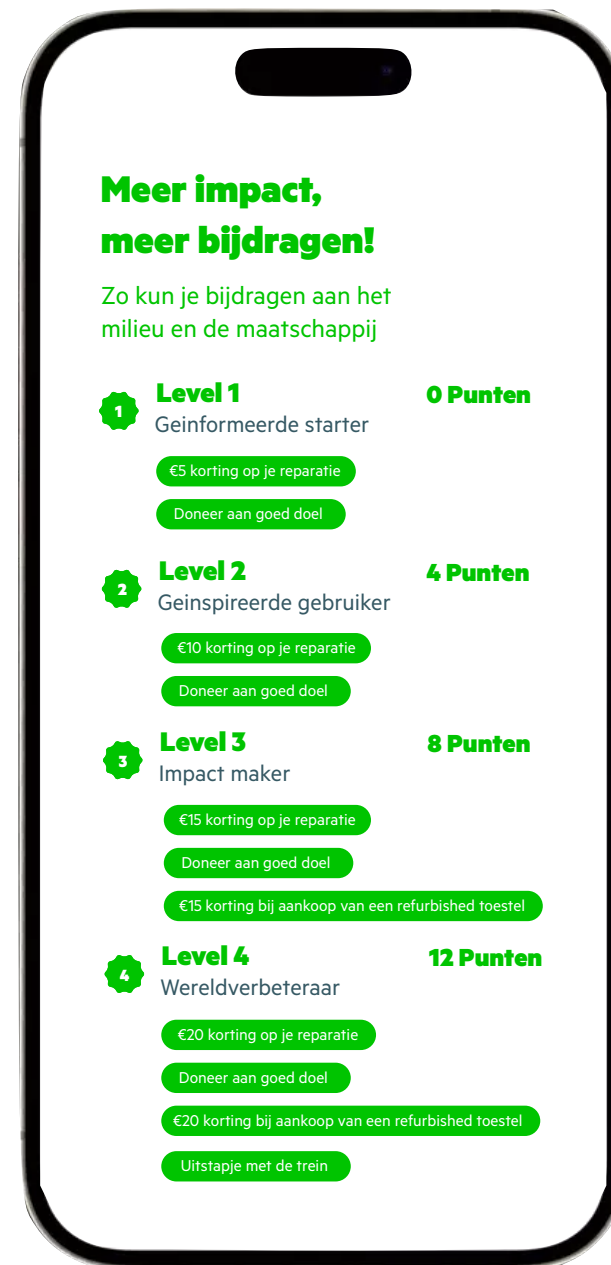 Meer impact,
meer bijdragen!
Zo kun je bijdragen aan het
milieu en de maatschappij
1
Level 1
0 Punten
Geinformeerde starter
€5 korting op je reparatie
Doneer aan goed doel
2
Level 2
4 Punten
Geinspireerde gebruiker
€10 korting op je reparatie
Doneer aan goed doel
3
Level 3
8 Punten
Impact maker
€15 korting op je reparatie
Doneer aan goed doel
€15 korting bij aankoop van een refurbished toestel
4
Level 4
12 Punten
Wereldverbeteraar
€20 korting op je reparatie
Doneer aan goed doel
€20 korting bij aankoop van een refurbished toestel
Uitstapje met de trein